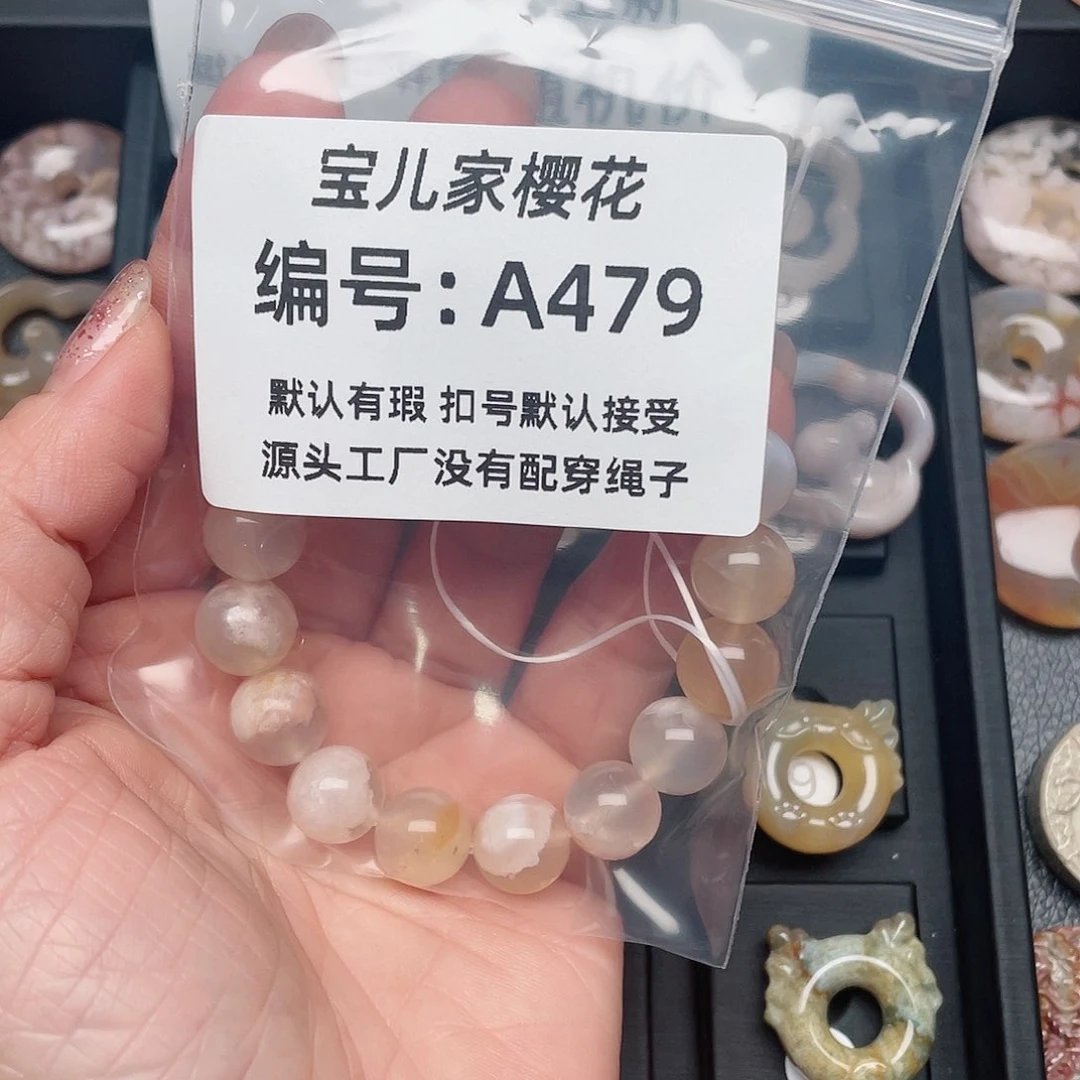 宝儿家樱花
编号：A479
默认有瑕 扣号默认接受
源头工厂没有配穿绳子